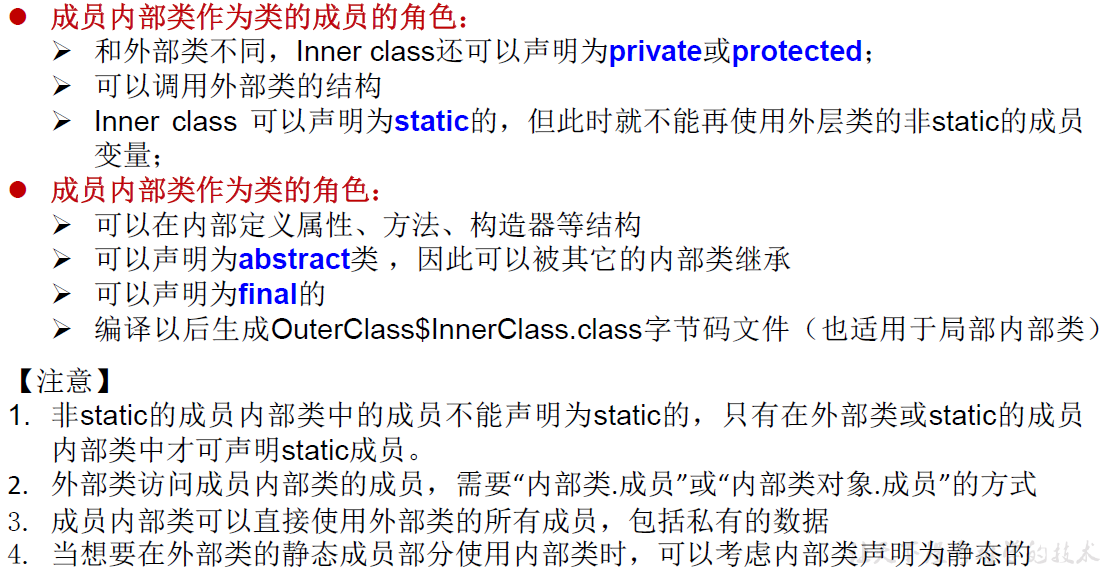 成员内部类作为类的成员的角色：
和外部类不同，Inner class还可以声明为private或protected；
可以调用外部类的结构
Inner class 可以声明为static的，但此时就不能再使用外层类的非static的成员
变量；
成员内部类作为类的角色：
可以在内部定义属性、方法、构造器等结构
可以声明为abstract类 ，因此可以被其它的内部类继承
可以声明为final的
编译以后生成OuterClass$InnerClass.class字节码文件（也适用于局部内部类）
【注意】
1. 非static的成员内部类中的成员不能声明为static的，只有在外部类或static的成员
内部类中才可声明static成员。
2. 外部类访问成员内部类的成员，需要“内部类.成员”或“内部类对象.成员”的方式
3. 成员内部类可以直接使用外部类的所有成员，包括私有的数据
4. 当想要在外部类的静态成员部分使用内部类时，可以考虑内部类声明为静态的
的技术